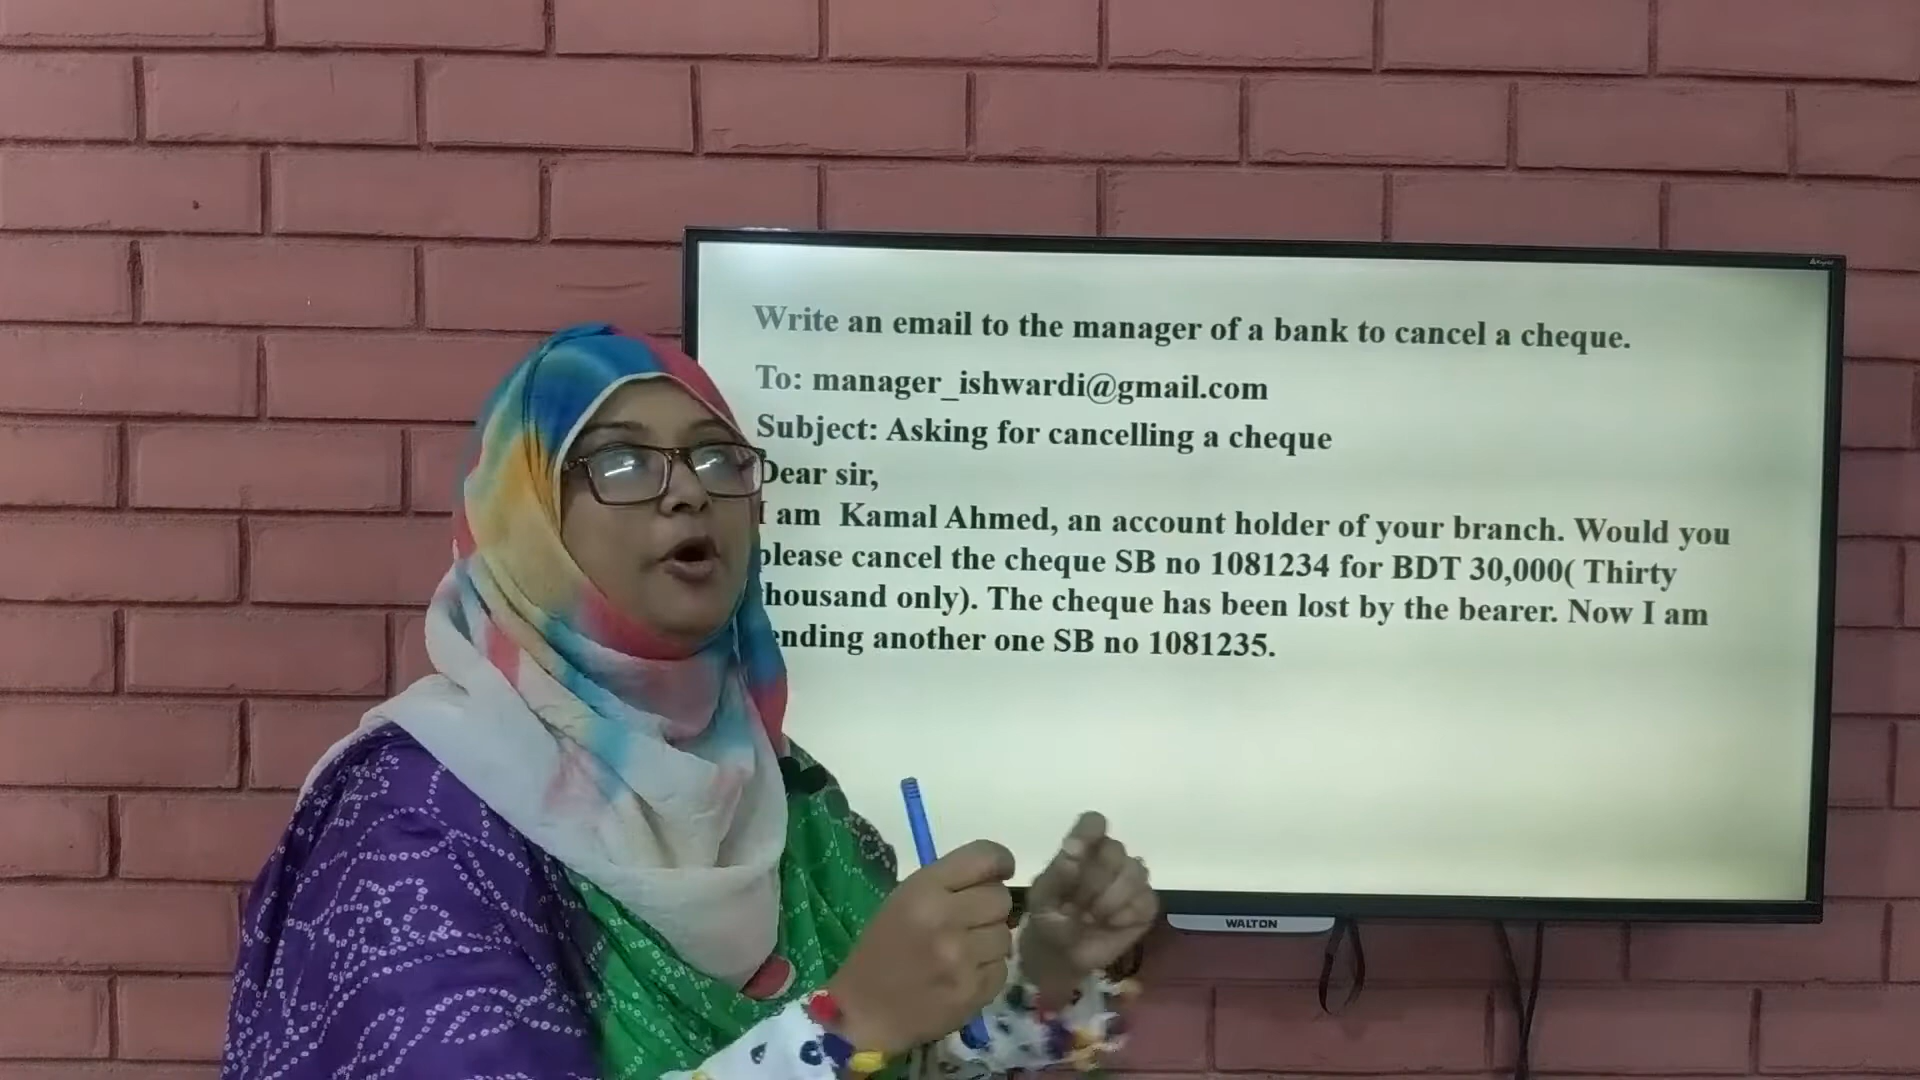 Write an email to the manager of a bank to cancel a cheque.
To: manager_ishwardi@gmail.com
Subject: Asking for cancelling a cheque
Dear sir,
I am Kamal Ahmed, an account holder of your branch. Would you
please cancel the cheque SB no 1081234 for BDT 30,000( Thirty
housand only). The cheque has been lost by the bearer. Now I am
ending another one SB no 1081235.
WALTON